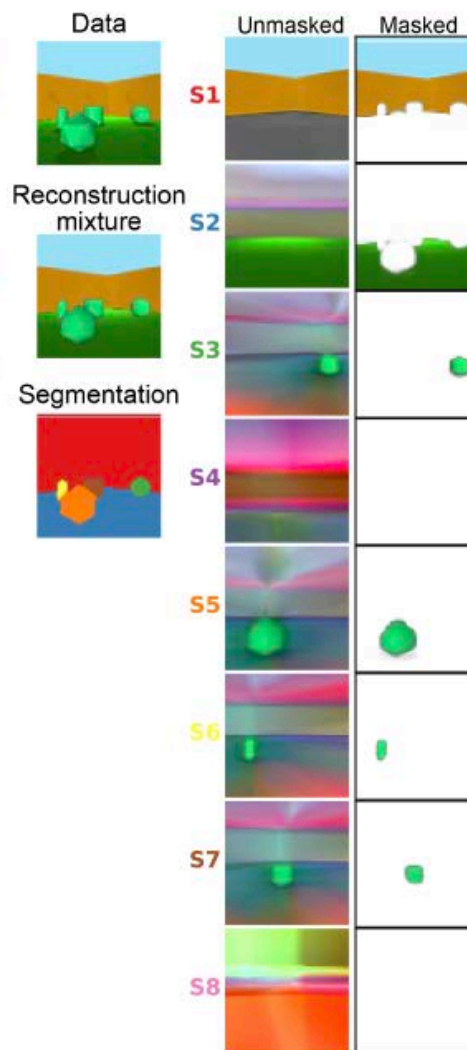 Data
Unmasked
Masked
S1
Reconstruction
mixture
S2
S3
Segmentation
S4
S5
S6
S7
S8